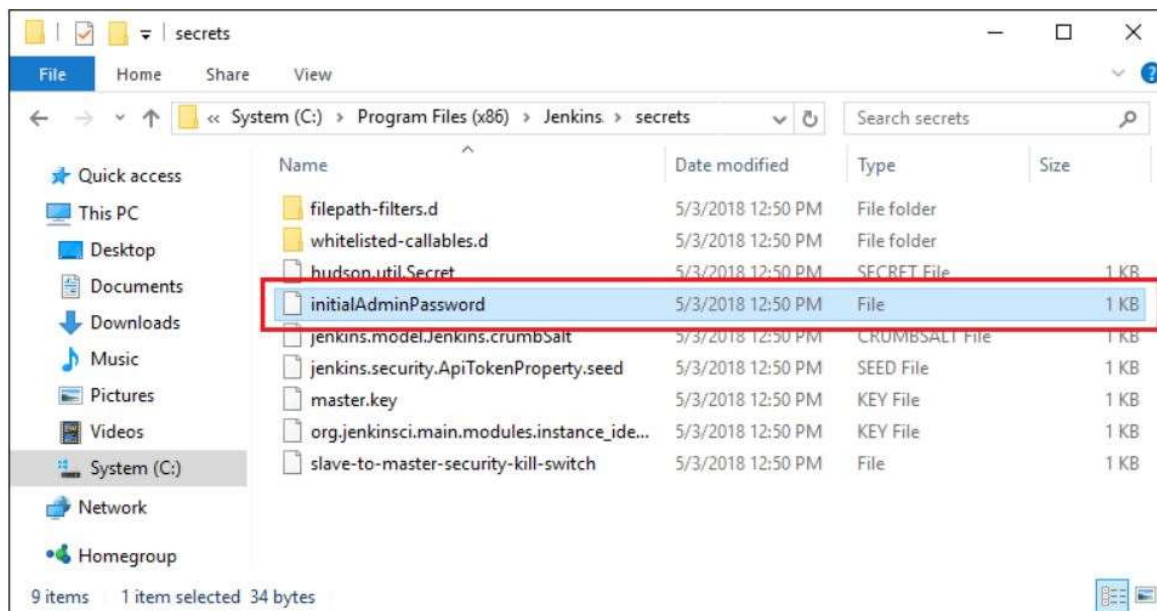 secrets
File Home Share View
« System (C:) › Program Files (x86) › Jenkins › secrets Search secrets
Name Date modified Type Size
Quick access
This PC
Desktop
Documents
Downloads
Music
Pictures
Videos
System (C:)
Network
Homegroup
filepath-filters.d 5/3/2018 12:50 PM File folder
whitelisted-callables.d 5/3/2018 12:50 PM File folder
hudson.util.Secret 5/3/2018 12:50 PM SECRET File 1 KB
initialAdminPassword 5/3/2018 12:50 PM File 1 KB
jenkins.model.Jenkins.crumbSalt 5/3/2018 12:50 PM CRUMBSALT File 1 KB
jenkins.security.ApiTokenProperty.seed 5/3/2018 12:50 PM SEED File 1 KB
master.key 5/3/2018 12:50 PM KEY File 1 KB
org.jenkinsci.main.modules.instance_ide... 5/3/2018 12:50 PM KEY File 1 KB
slave-to-master-security-kill-switch 5/3/2018 12:50 PM File 1 KB
9 items 1 item selected 34 bytes